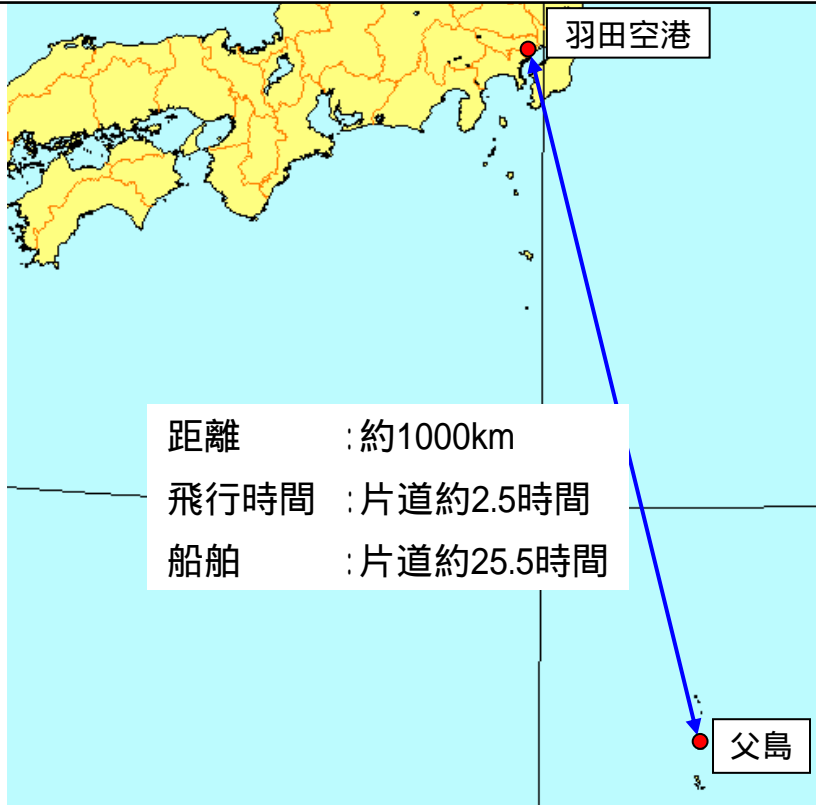 羽田空港
距離　　　：約1000km
飛行時間　：片道約2.5時間
船舶　　　：片道約25.5時間
父島